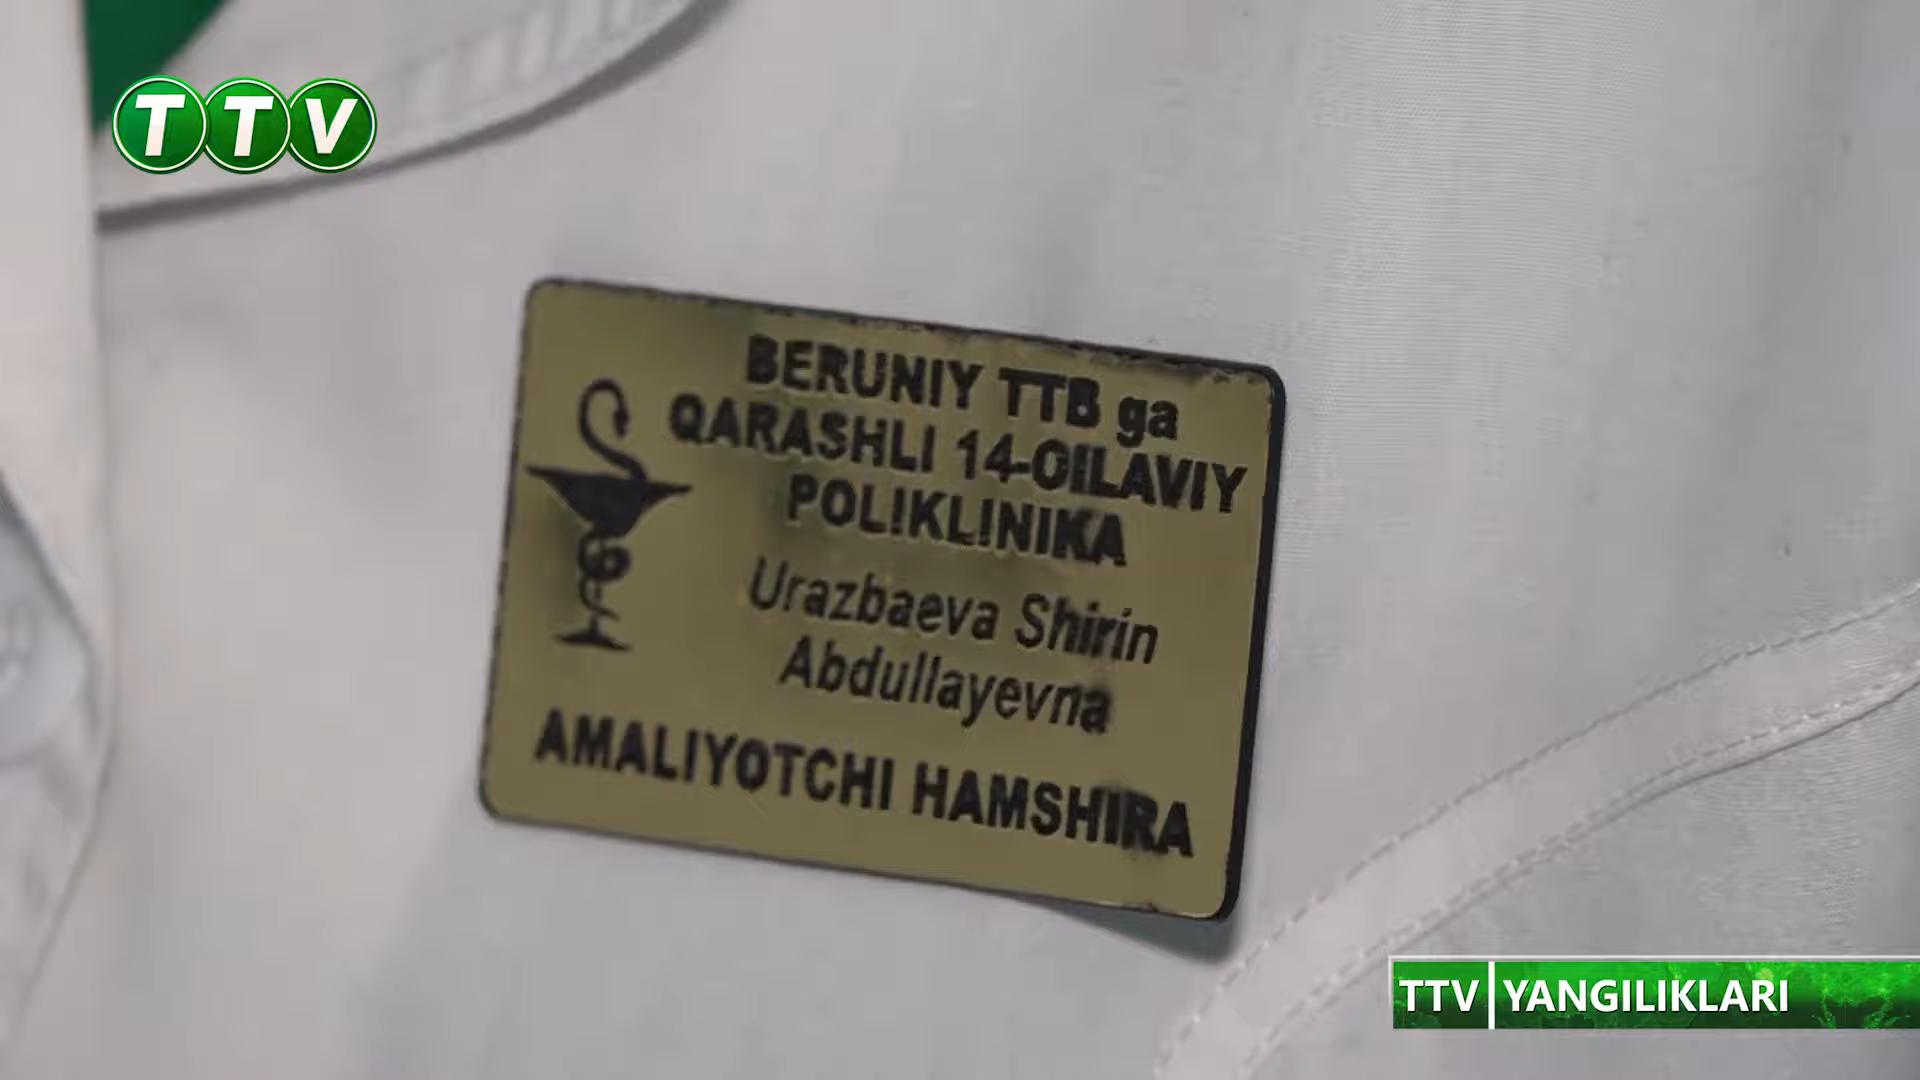 TTV
BERUNIY TTB ga
QARASHLI 14-OILAVIY
POLIKLINIKA
Urazbaeva Shirin
Abdullayevna
AMALIYOTCHI HAMSHIRA
TTV YANGILIKLARI